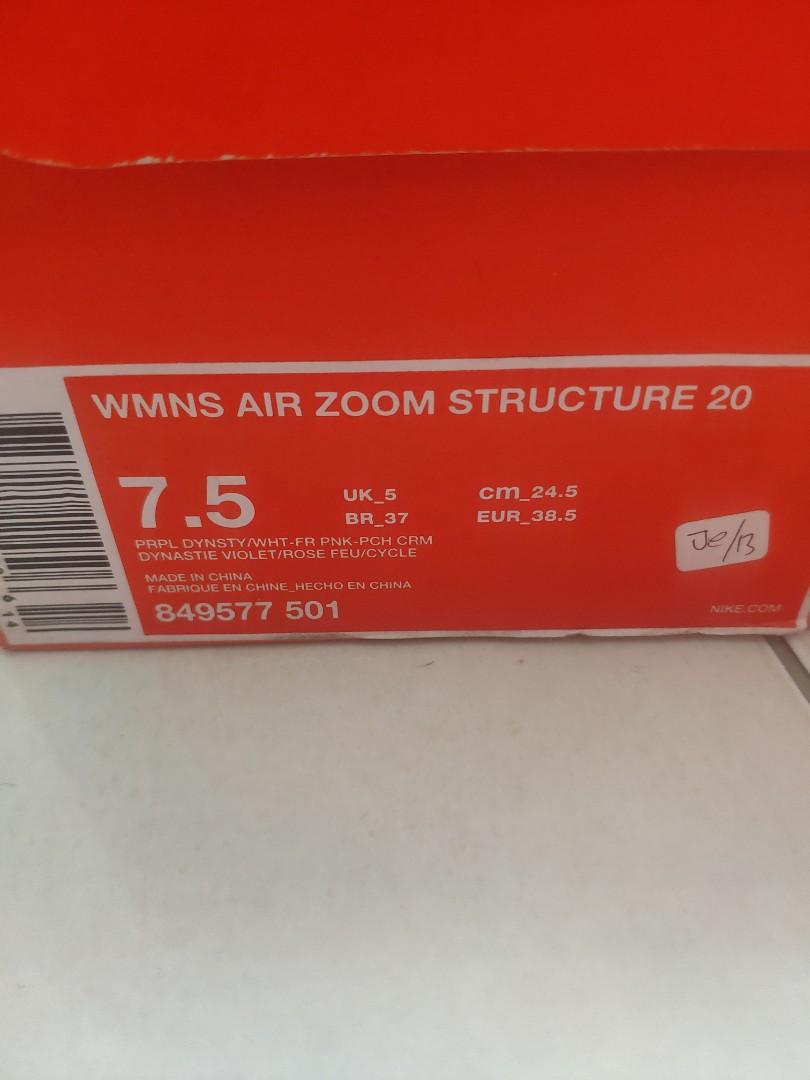 WMNS AIR ZOOM STRUCTURE 20
7.5
UK_5 cm_24.5
BR_37 EUR_38.5
PRPL DYNSTY/WHT-FR PNK-PCH CRM
DYNASTIE VIOLET/ROSE FEU/CYCLE
MADE IN CHINA
FABRIQUE EN CHINE_HECHO EN CHINA
849577 501
NIKE.COM